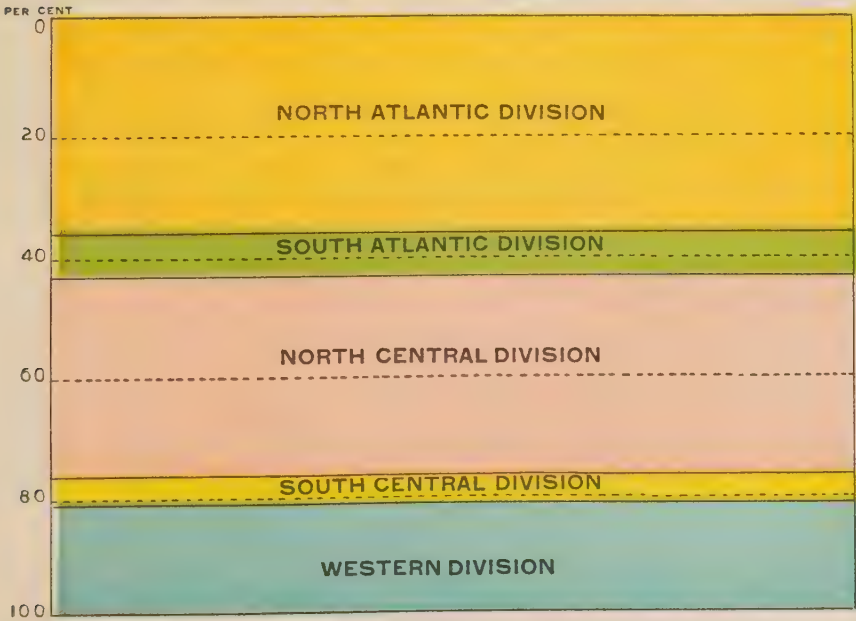 PER CENT
0
NORTH ATLANTIC DIVISION
20
SOUTH ATLANTIC DIVISION
40
NORTH CENTRAL DIVISION
60
SOUTH CENTRAL DIVISION
80
WESTERN DIVISION
100